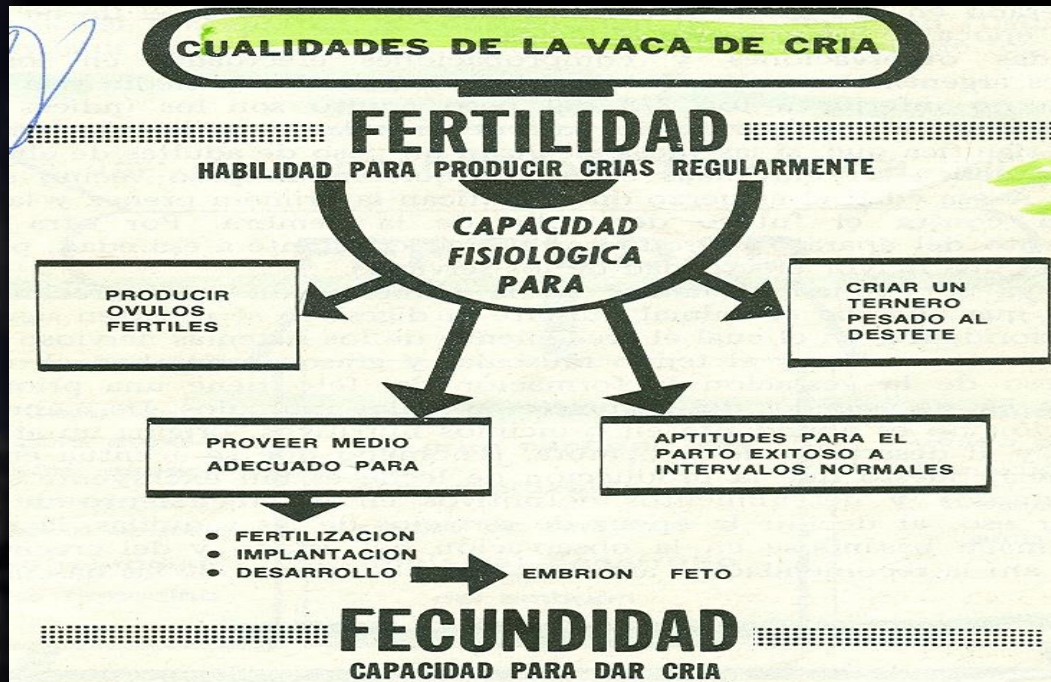 CUALIDADES DE LA VACA DE CRIA
FERTILIDAD
HABILIDAD PARA PRODUCIR CRIAS REGULARMENTE
CAPACIDAD
FISIOLOGICA
PARA
PRODUCIR
OVULOS
FERTILES
CRIAR UN
TERNERO
PESADO AL
DESTETE
PROVEER MEDIO
ADECUADO PARA
APTITUDES PARA EL
PARTO EXITOSO A
INTERVALOS NORMALES
• FERTILIZACION
• IMPLANTACION
• DESARROLLO EMBRION FETO
FECUNDIDAD
CAPACIDAD PARA DAR CRIA